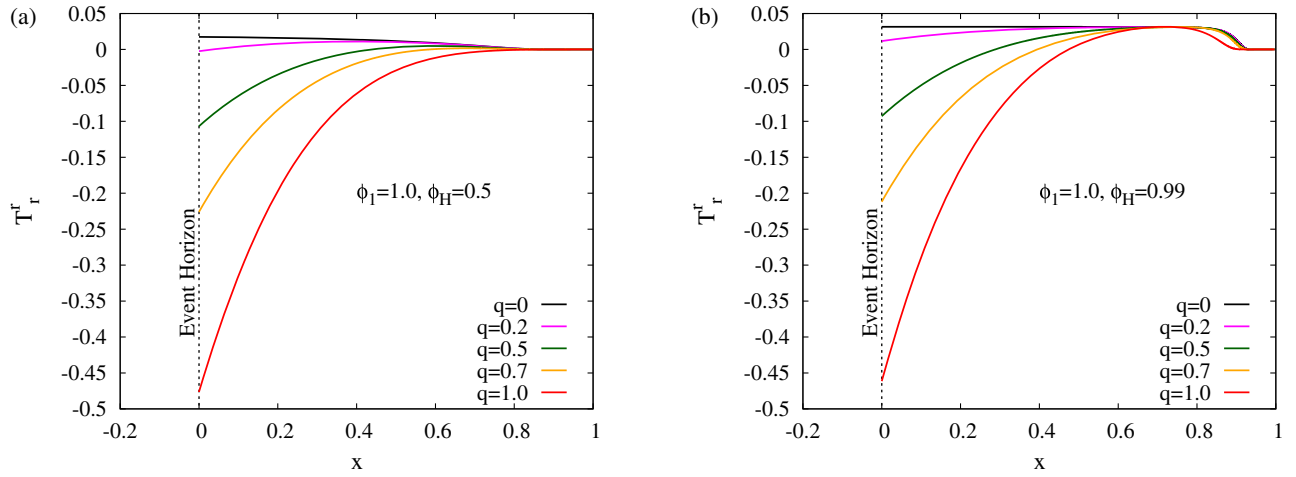 (a)
0.05
0
-0.05
-0.1
-0.15
-0.2
-0.25
-0.3
-0.35
-0.4
-0.45
-0.5
-0.2 0 0.2 0.4 0.6 0.8 1
T^r_r
x
Event Horizon
ϕ_1=1.0, ϕ_H=0.5
q=0
q=0.2
q=0.5
q=0.7
q=1.0
(b)
0.05
0
-0.05
-0.1
-0.15
-0.2
-0.25
-0.3
-0.35
-0.4
-0.45
-0.5
-0.2 0 0.2 0.4 0.6 0.8 1
T^r_r
x
Event Horizon
ϕ_1=1.0, ϕ_H=0.99
q=0
q=0.2
q=0.5
q=0.7
q=1.0